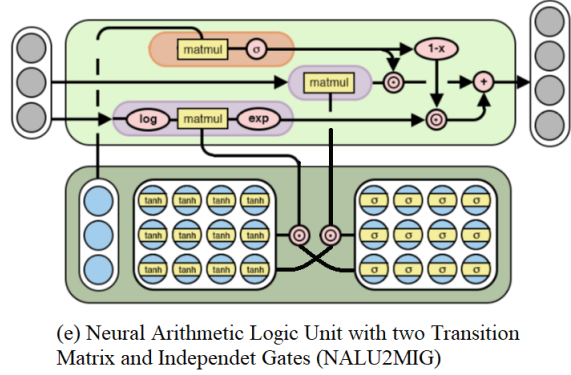 matmul σ 1-x
matmul ⊙ +
log matmul exp ⊙
tanh tanh tanh tanh σ σ σ σ
tanh tanh tanh tanh ⊙ ⊙ σ σ σ σ
tanh tanh tanh tanh σ σ σ σ
(e) Neural Arithmetic Logic Unit with two Transition
Matrix and Independet Gates (NALU2MIG)